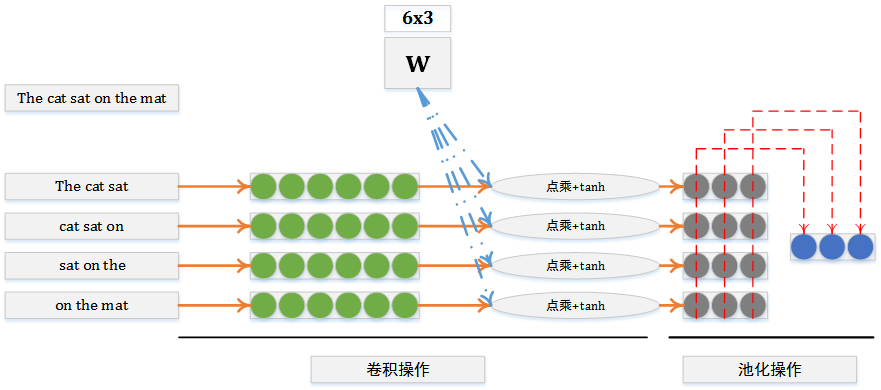 6x3
W
The cat sat on the mat
The cat sat
点乘+tanh
cat sat on
点乘+tanh
sat on the
点乘+tanh
on the mat
点乘+tanh
卷积操作
池化操作